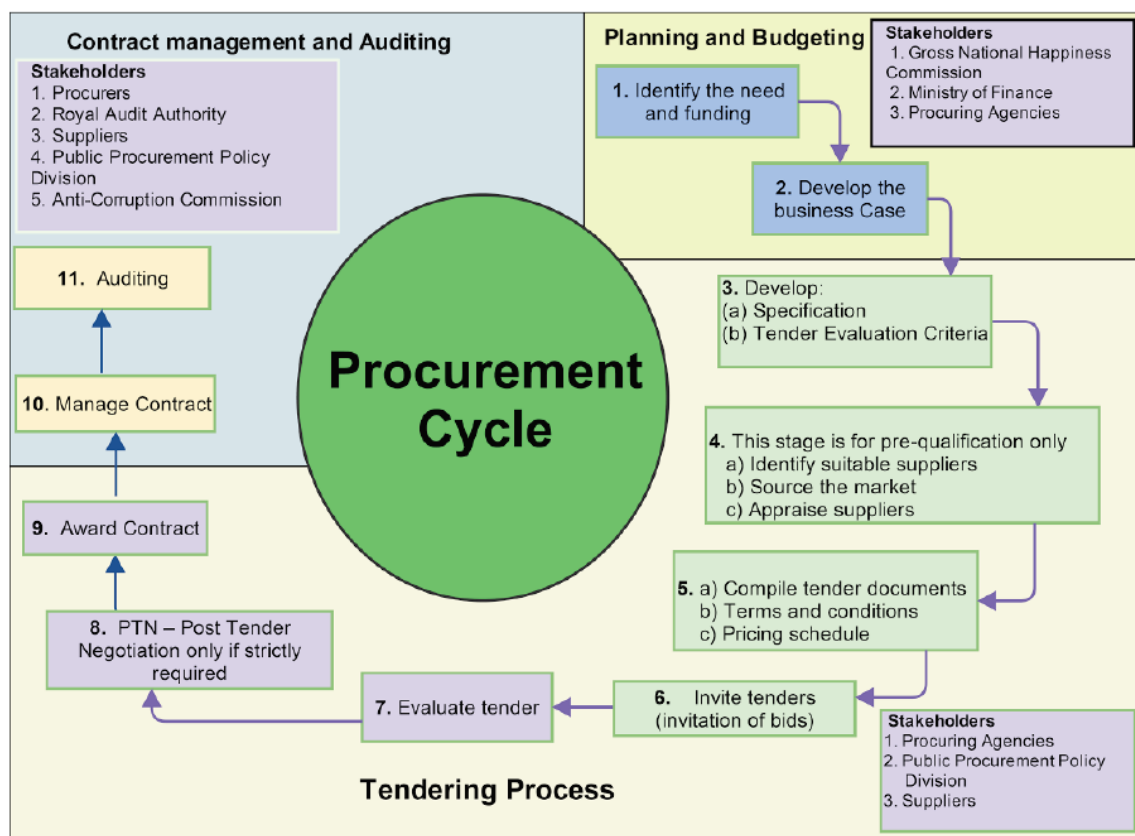 Contract management and Auditing
Stakeholders
1. Procurers
2. Royal Audit Authority
3. Suppliers
4. Public Procurement Policy
Division
5. Anti-Corruption Commission
Planning and Budgeting
Stakeholders
1. Gross National Happiness
Commission
2. Ministry of Finance
3. Procuring Agencies
1. Identify the need
and funding
2. Develop the
business Case
3. Develop:
(a) Specification
(b) Tender Evaluation Criteria
4. This stage is for pre-qualification only
a) Identify suitable suppliers
b) Source the market
c) Appraise suppliers
5. a) Compile tender documents
b) Terms and conditions
c) Pricing schedule
6. Invite tenders
(invitation of bids)
7. Evaluate tender
8. PTN – Post Tender
Negotiation only if strictly
required
9. Award Contract
10. Manage Contract
11. Auditing
Procurement
Cycle
Stakeholders
1. Procuring Agencies
2. Public Procurement Policy
Division
3. Suppliers
Tendering Process